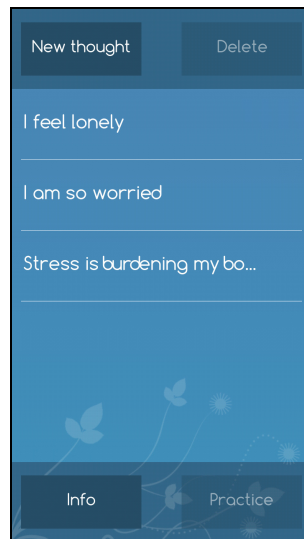 New thought Delete
I feel lonely
I am so worried
Stress is burdening my bo...
Info Practice